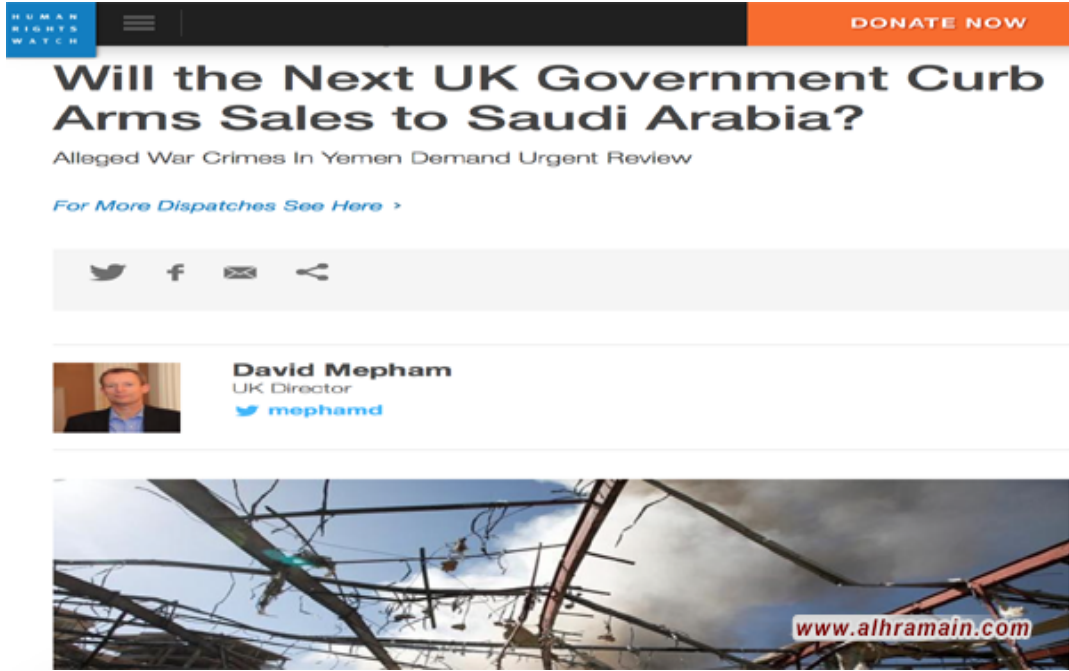 HUMAN
RIGHTS
WATCH
DONATE NOW
Will the Next UK Government Curb
Arms Sales to Saudi Arabia?
Alleged War Crimes In Yemen Demand Urgent Review
For More Dispatches See Here >
David Mepham
UK Director
mephamd
www.alhramain.com